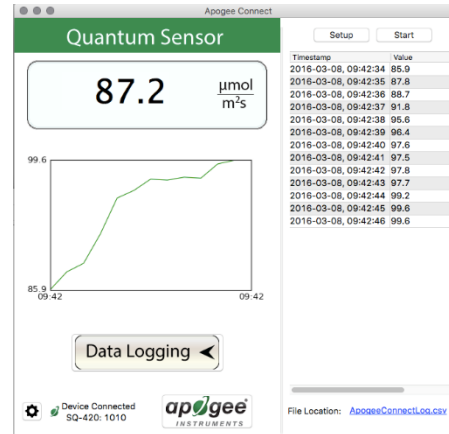 Apogee Connect
Quantum Sensor
87.2 µmol
m²s
99.6
85.9
09:42 09:42
Data Logging
Device Connected
SQ-420: 1010
apogee
INSTRUMENTS
Setup Start
Timestamp Value
2016-03-08, 09:42:34 85.9
2016-03-08, 09:42:35 87.8
2016-03-08, 09:42:36 88.7
2016-03-08, 09:42:37 91.8
2016-03-08, 09:42:38 95.6
2016-03-08, 09:42:39 96.4
2016-03-08, 09:42:40 97.6
2016-03-08, 09:42:41 97.5
2016-03-08, 09:42:42 97.8
2016-03-08, 09:42:43 97.7
2016-03-08, 09:42:44 99.2
2016-03-08, 09:42:45 99.6
2016-03-08, 09:42:46 99.6
File Location: ApogeeConnectLog.csv